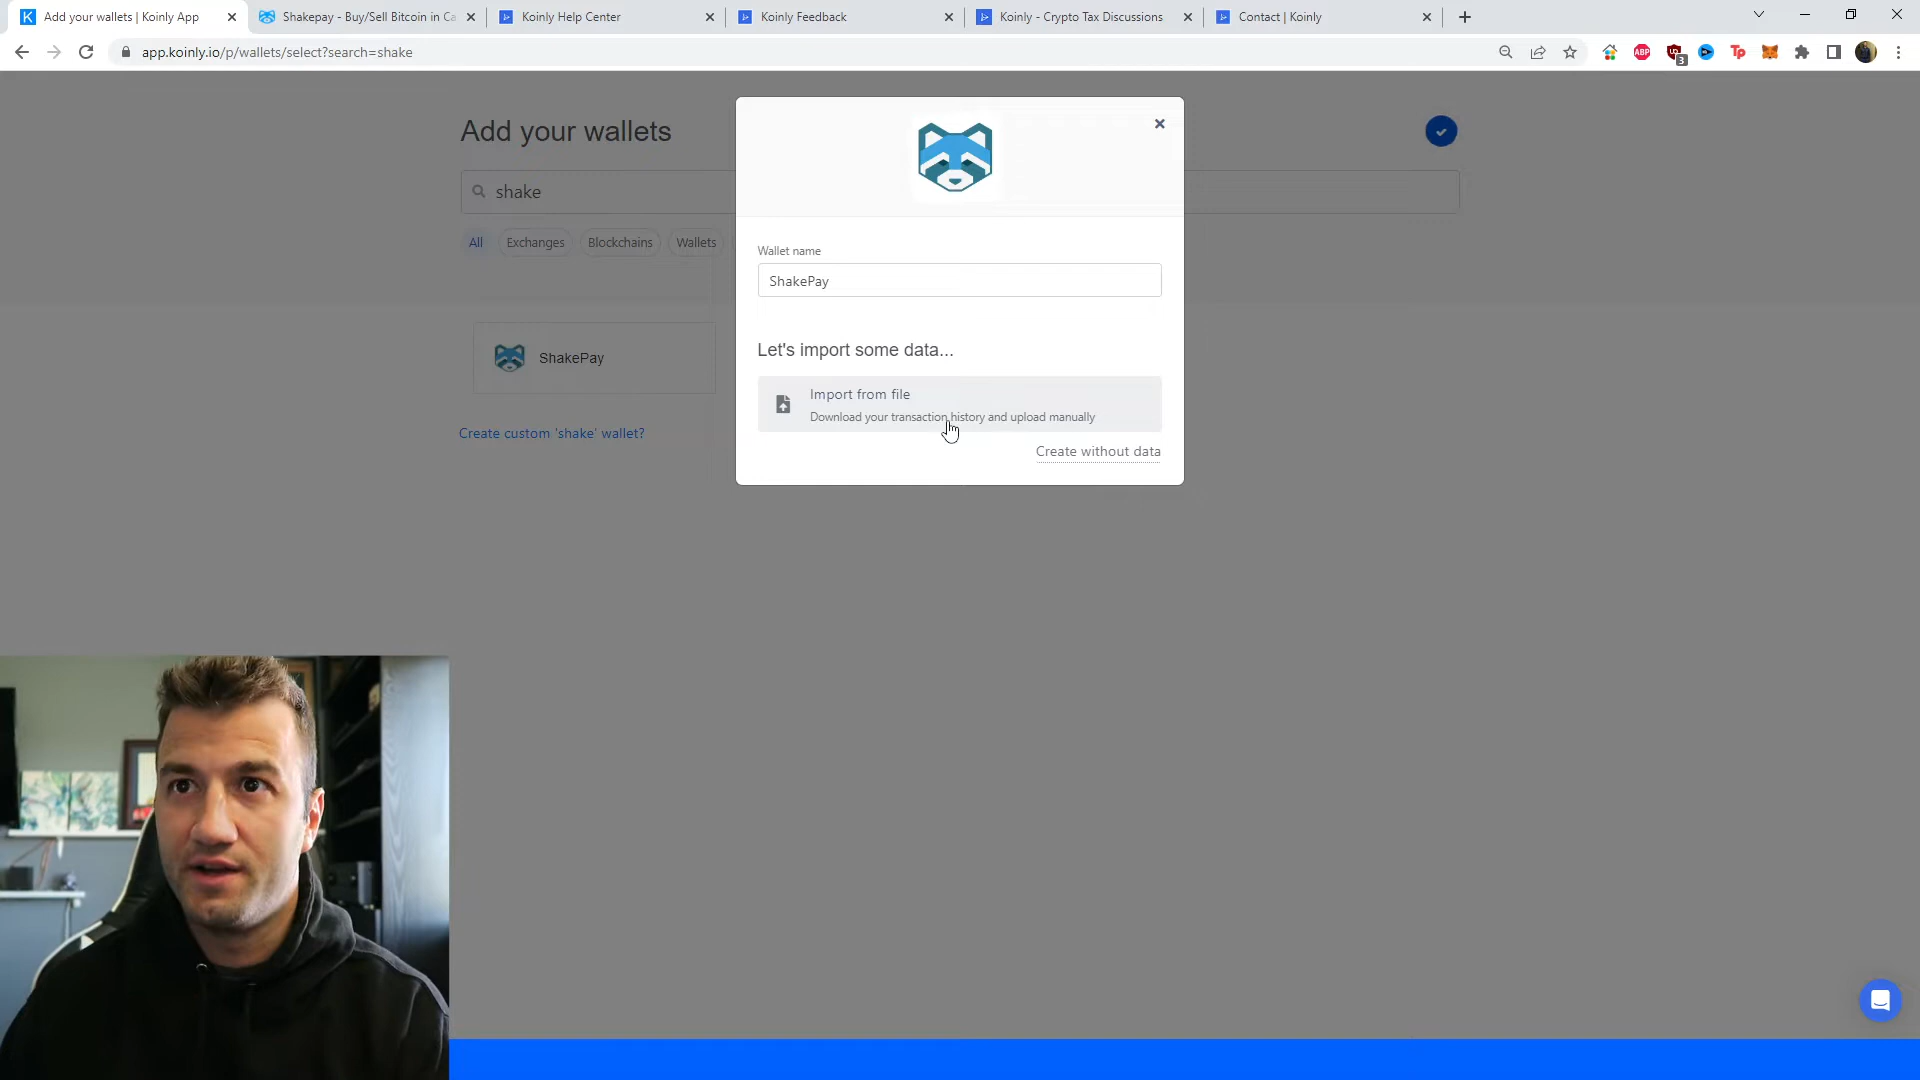 Add your wallets | Koinly App
Shakepay - Buy/Sell Bitcoin in Ca
Koinly Help Center
Koinly Feedback
Koinly - Crypto Tax Discussions
Contact | Koinly
app.koinly.io/p/wallets/select?search=shake
ABP
3
Tp
Add your wallets
shake
All
Exchanges
Blockchains
Wallets
ShakePay
Create custom 'shake' wallet?
Wallet name
ShakePay
Let's import some data...
Import from file
Download your transaction history and upload manually
Create without data